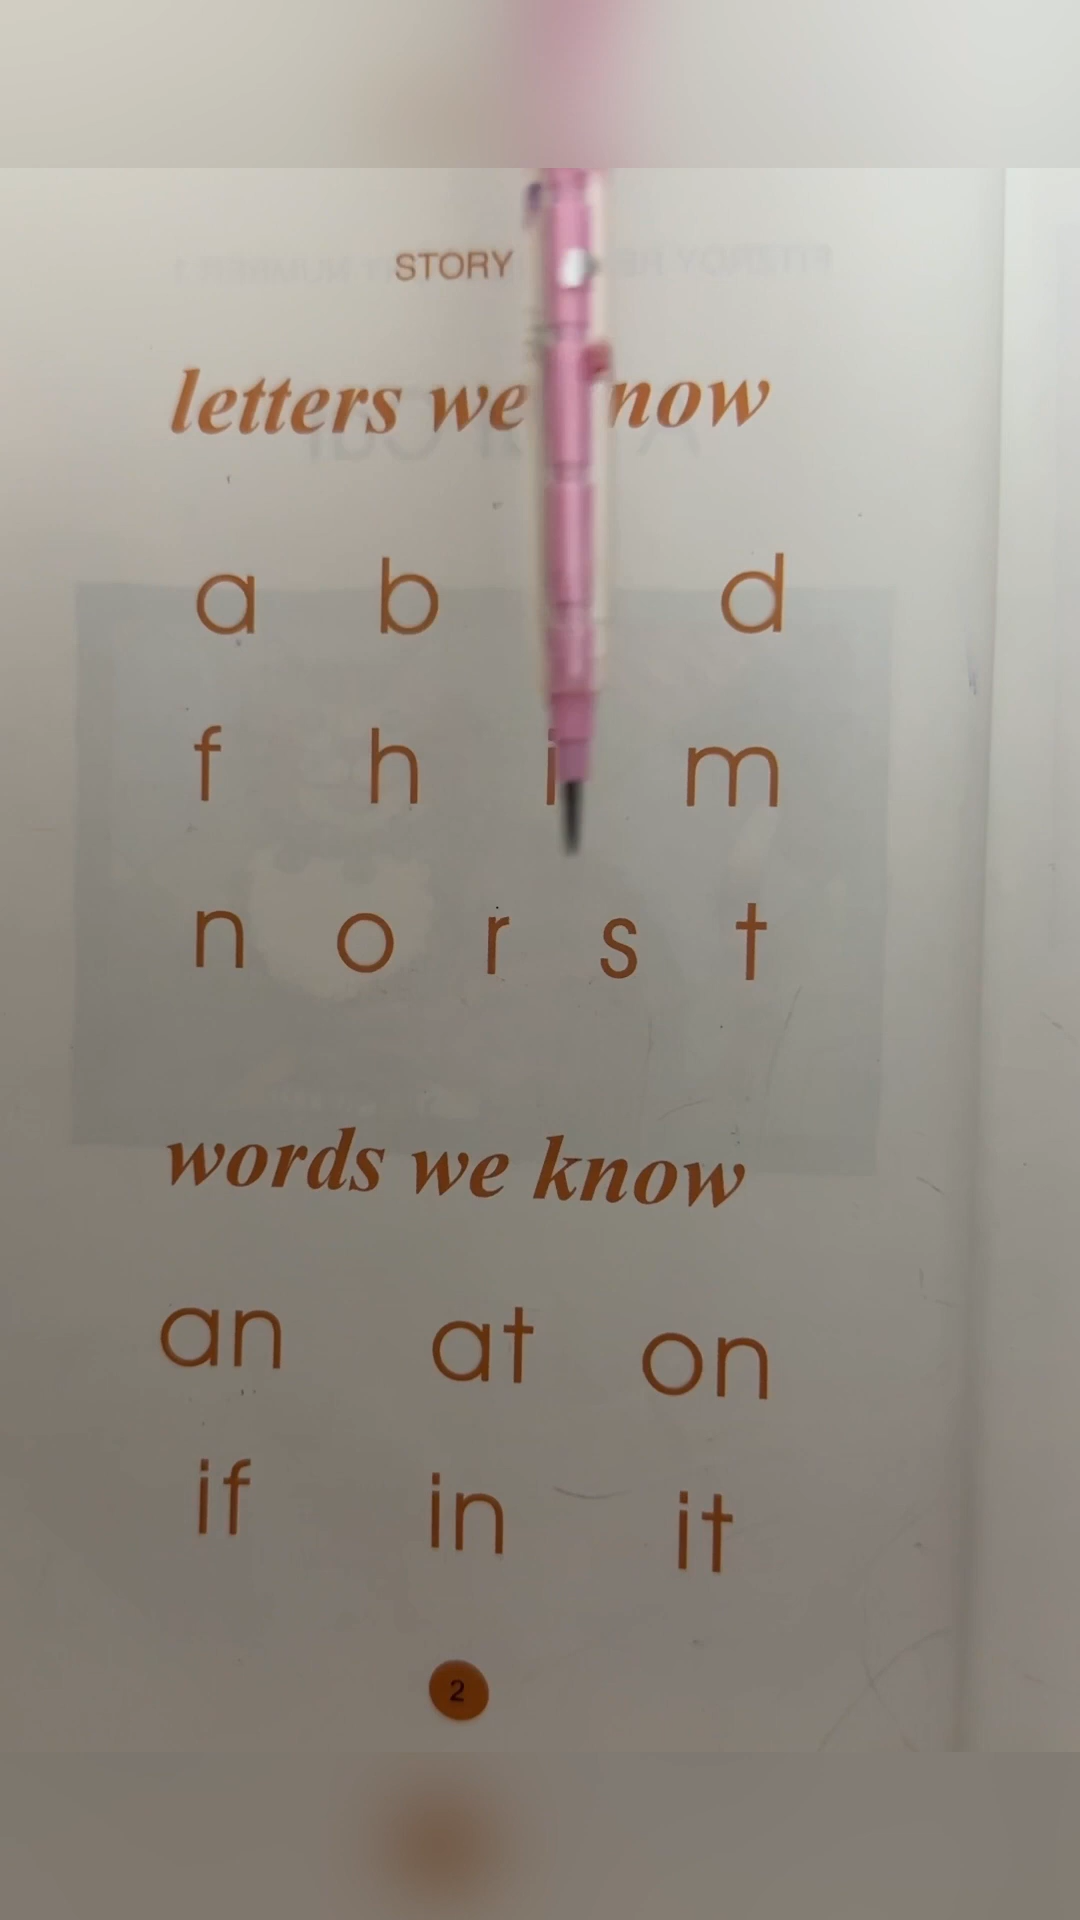 STORY
letters we now
a b d
f h i m
n o r s t
words we know
an at on
if in it
2